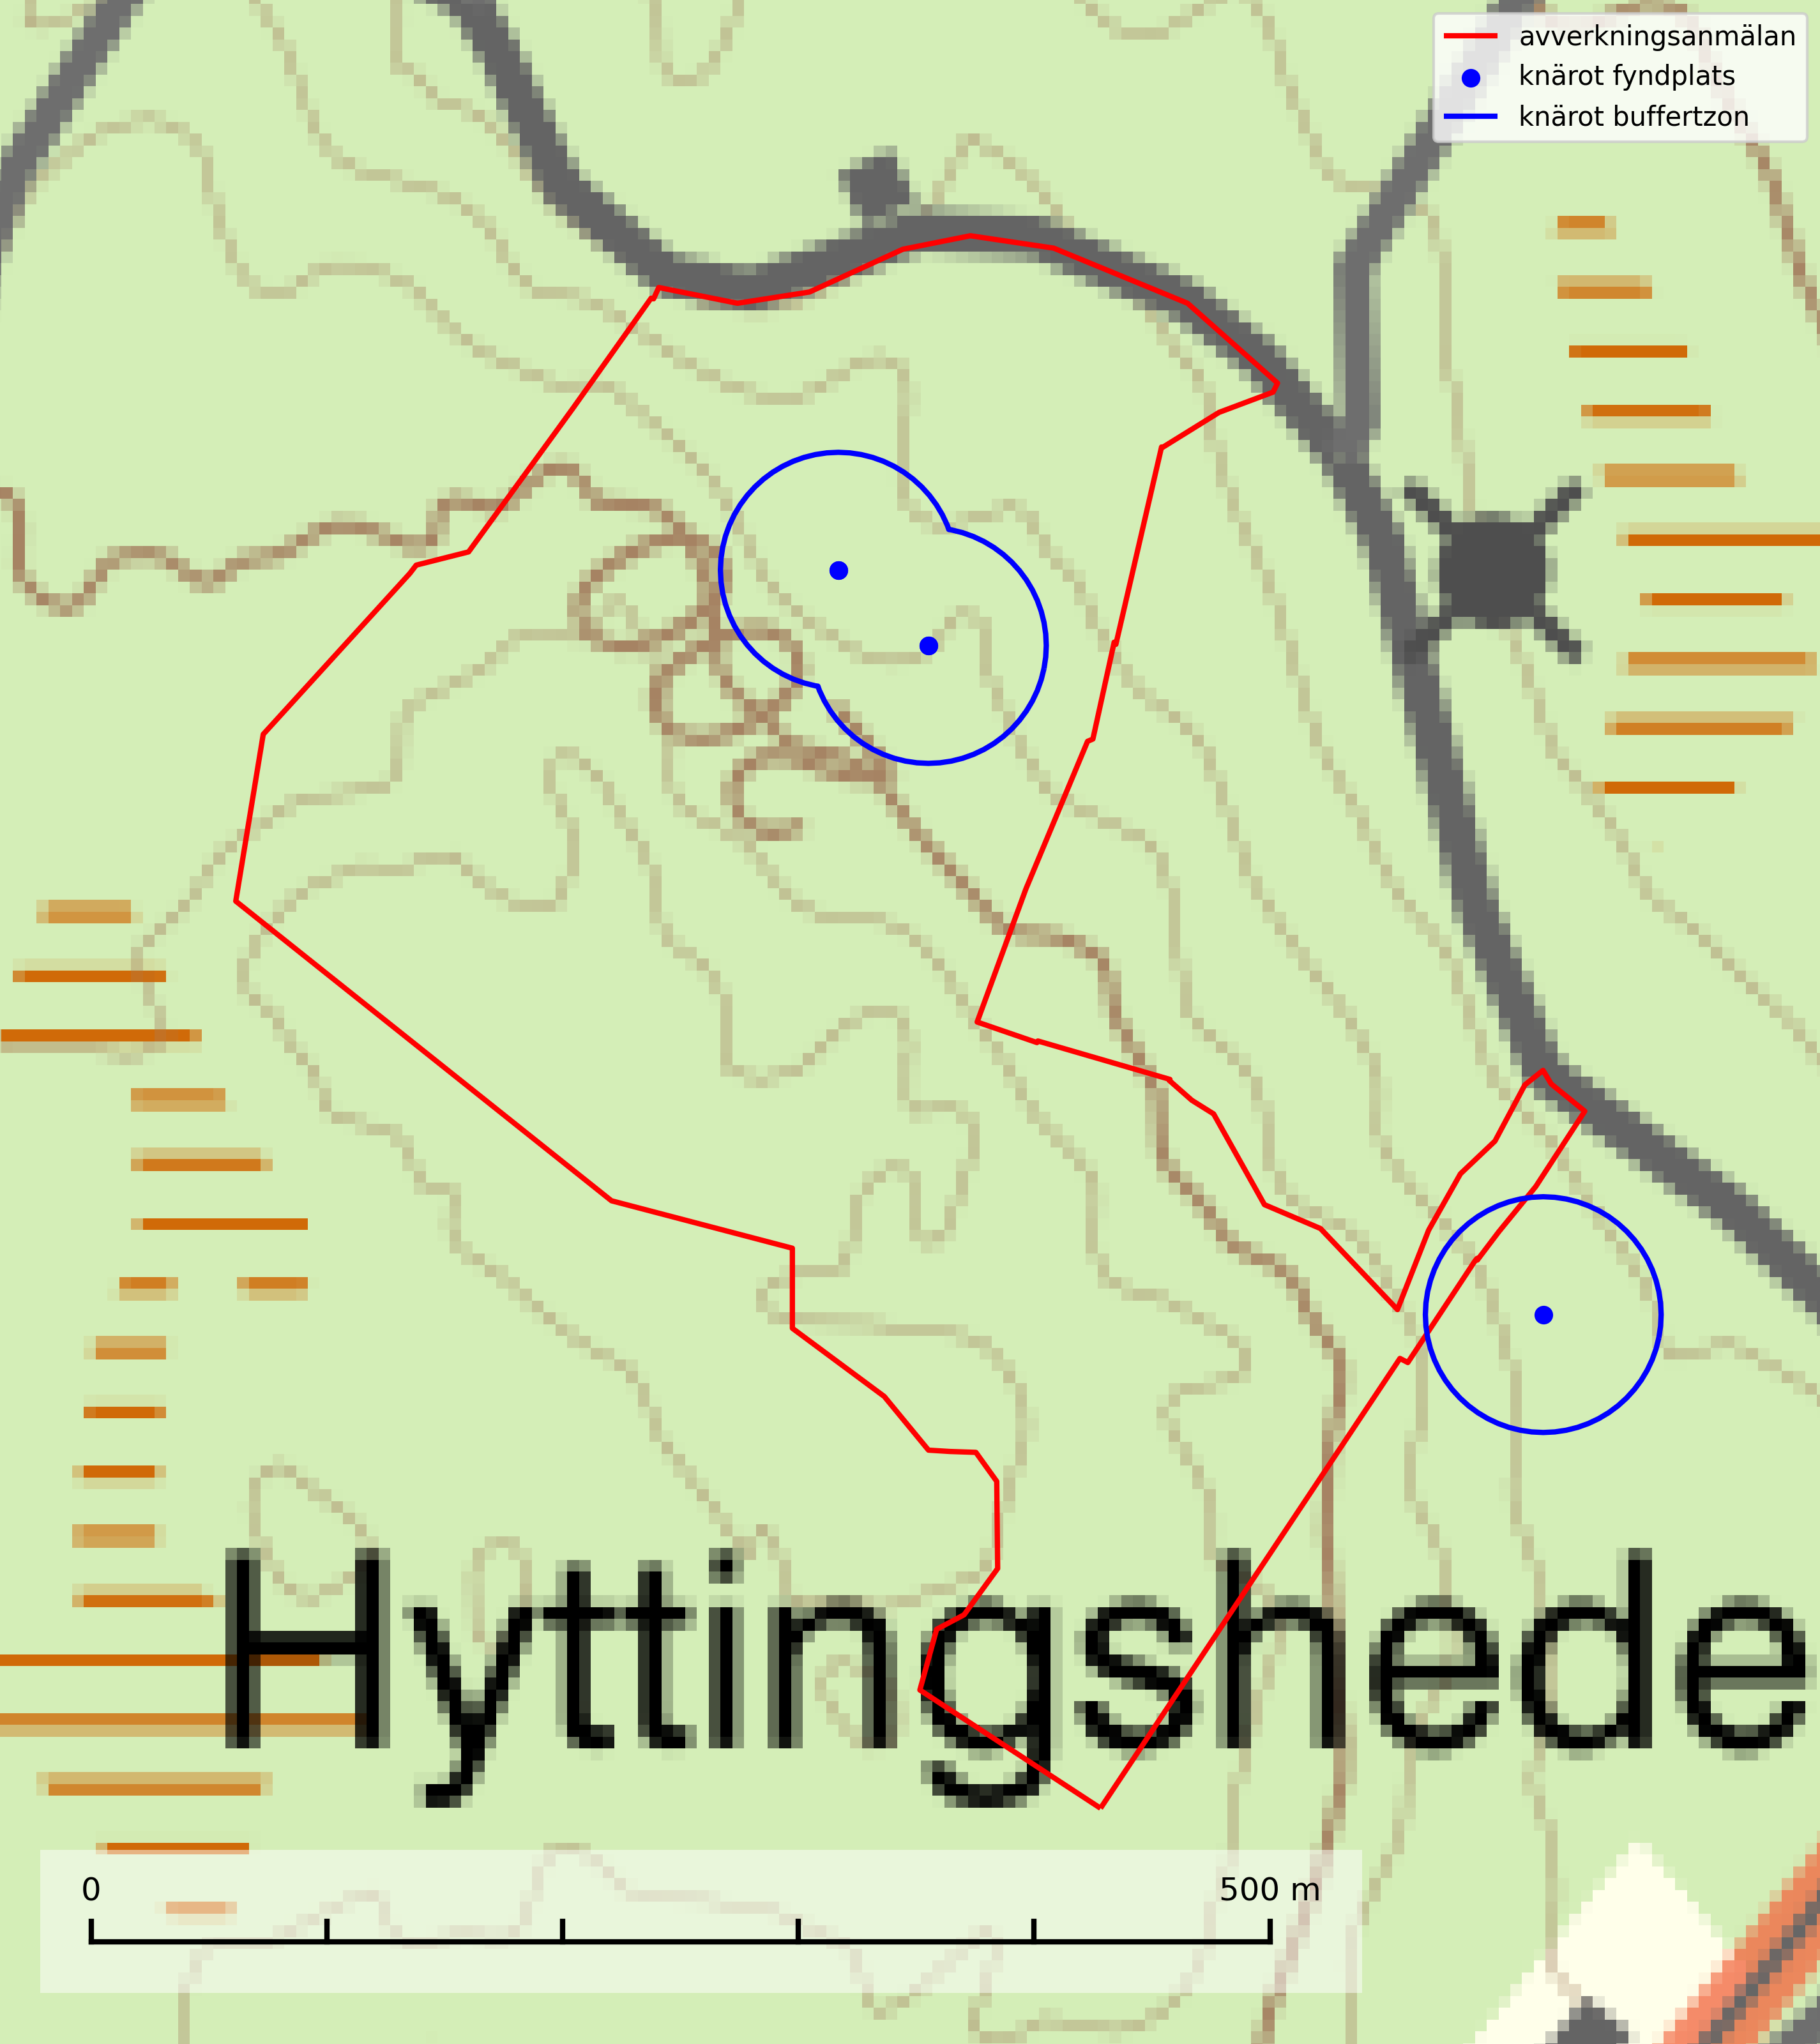 avverkningsanmälan
knärot fyndplats
knärot buffertzon
Hyttingshede
0 500 m